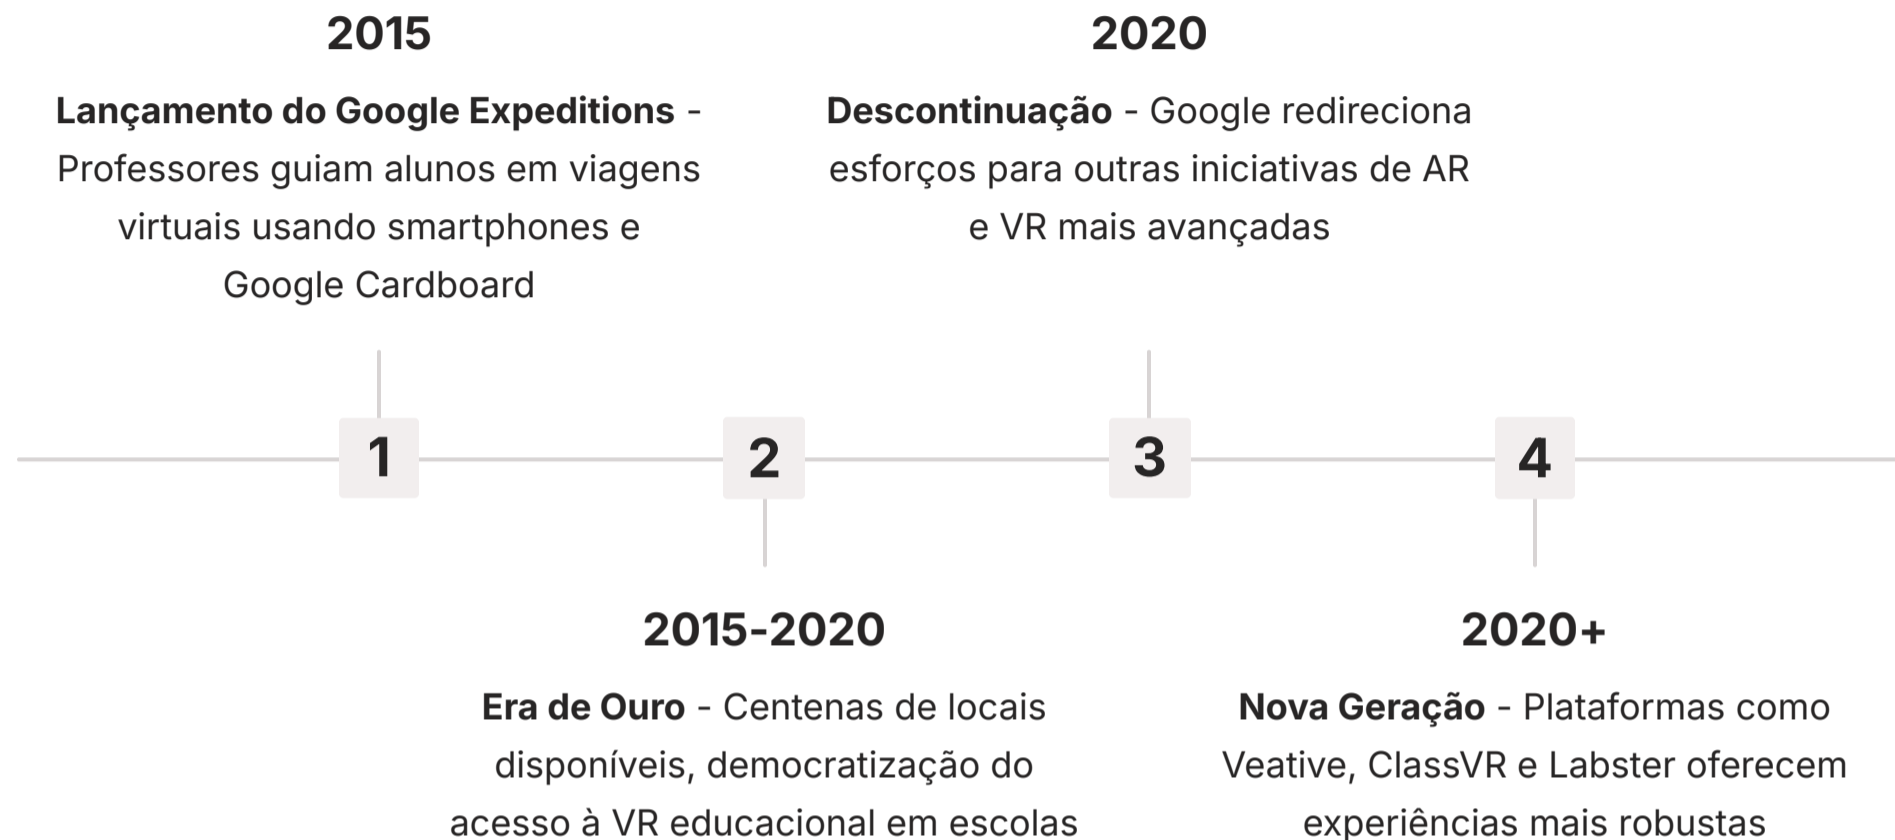 2015
Lançamento do Google Expeditions -
Professores guiam alunos em viagens
virtuais usando smartphones e
Google Cardboard
2020
Descontinuação - Google redireciona
esforços para outras iniciativas de AR
e VR mais avançadas
1
2
3
4
2015-2020
Era de Ouro - Centenas de locais
disponíveis, democratização do
acesso à VR educacional em escolas
2020+
Nova Geração - Plataformas como
Veative, ClassVR e Labster oferecem
experiências mais robustas